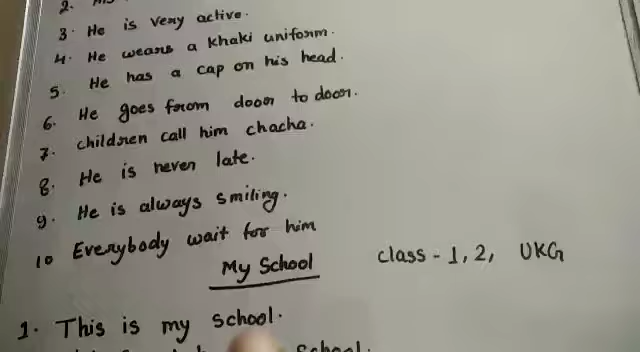 2.
3. He is very active.
4. He wears a khaki uniform.
5. He has a cap on his head.
6. He goes from door to door.
7. children call him chacha.
8. He is never late.
9. He is always smiling.
10 Everybody wait for him
My School
class - 1, 2, UKG
1. This is my school.
school.